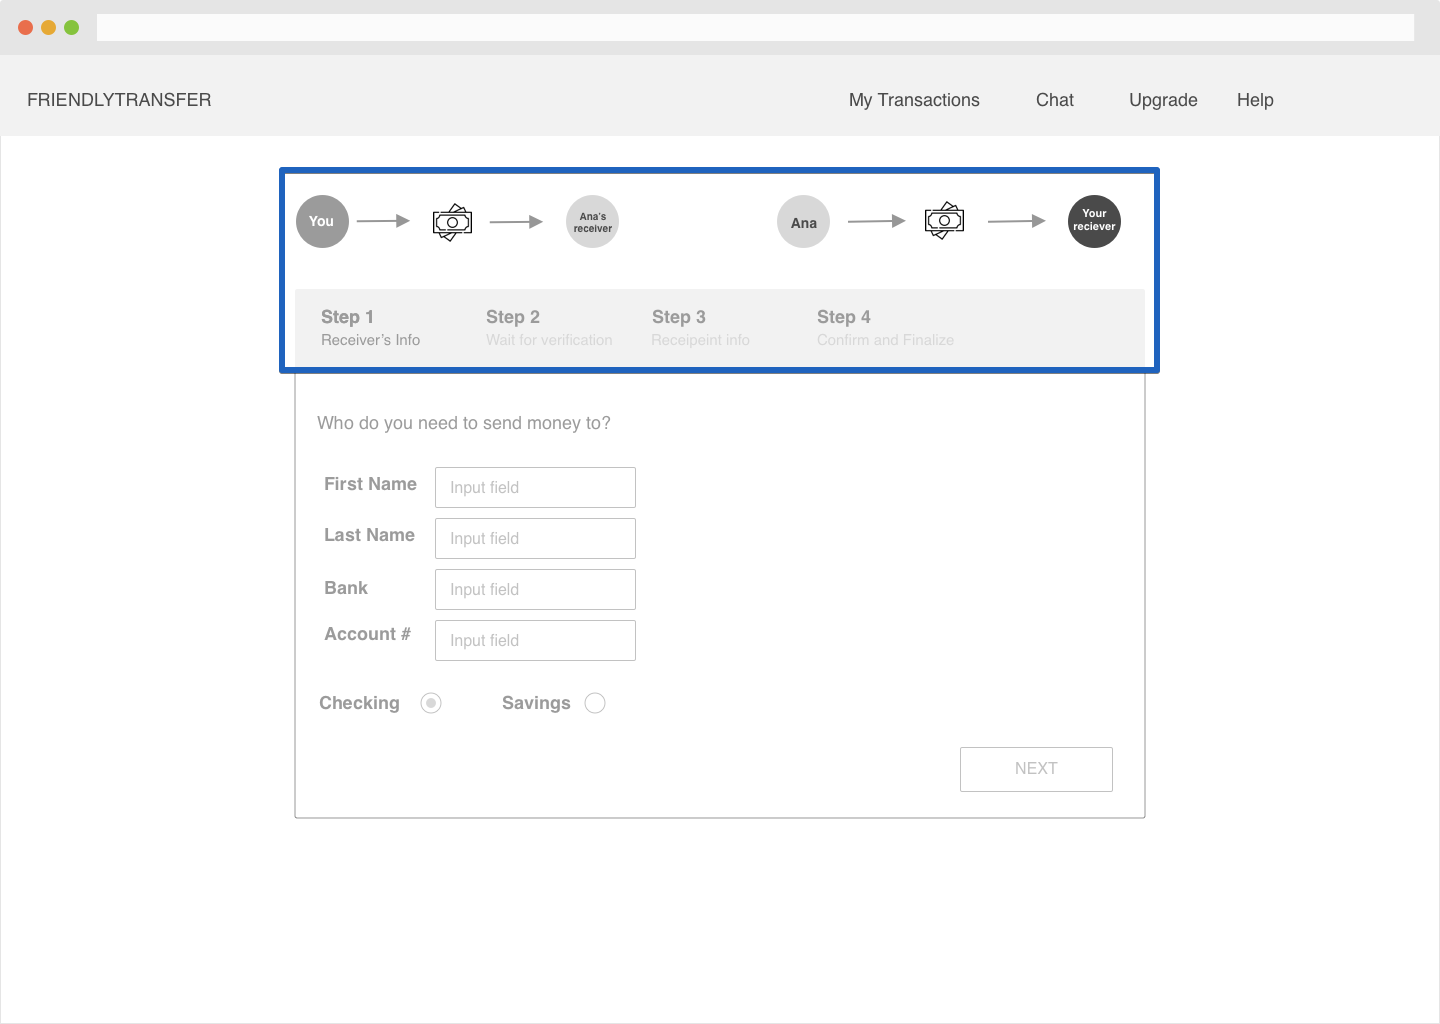 FRIENDLYTRANSFER
My Transactions
Chat
Upgrade
Help
You
Ana's
receiver
Ana
Your
reciever
Step 1
Receiver's Info
Step 2
Wait for verification
Step 3
Receipeint info
Step 4
Confirm and Finalize
Who do you need to send money to?
First Name
Input field
Last Name
Input field
Bank
Input field
Account #
Input field
Checking
Savings
NEXT